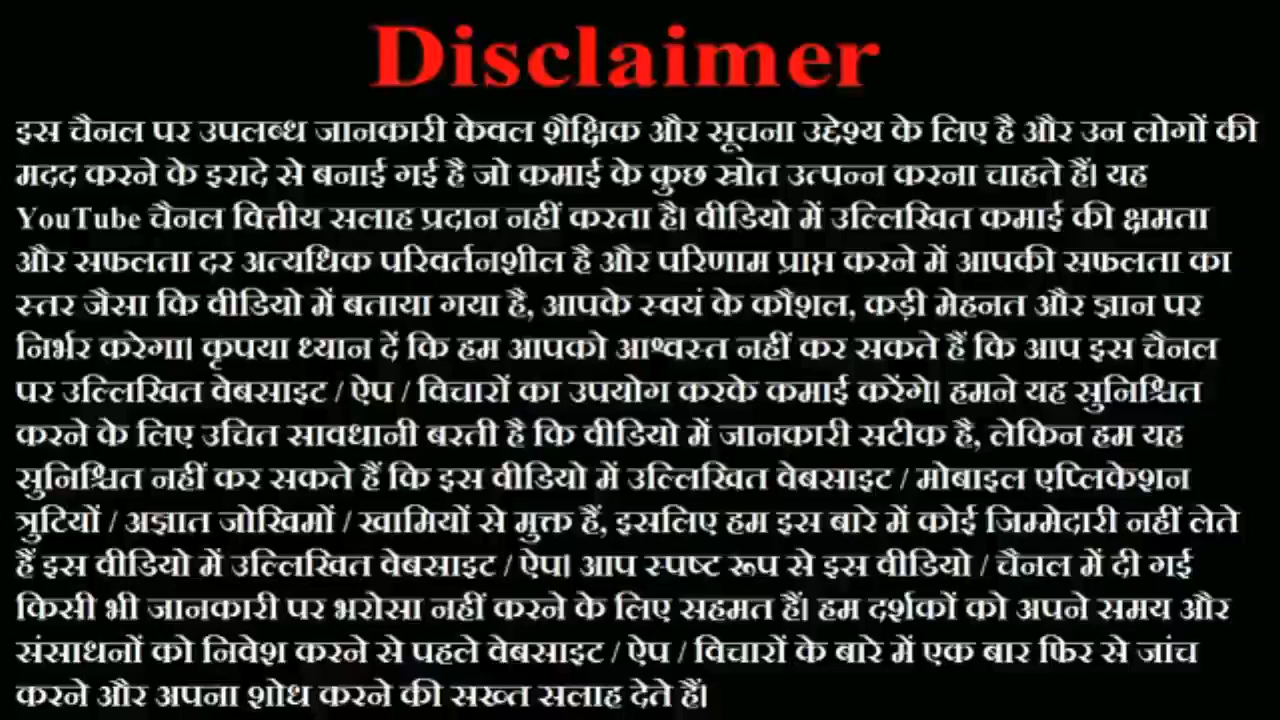 Disclaimer
इस चैनल पर उपलब्ध जानकारी केवल शैक्षिक और सूचना उद्देश्य के लिए है और उन लोगों की
मदद करने के इरादे से बनाई गई है जो कमाई के कुछ स्रोत उत्पन्न करना चाहते हैं। यह
YouTube चैनल वित्तीय सलाह प्रदान नहीं करता है। वीडियो में उल्लिखित कमाई की क्षमता
और सफलता दर अत्यधिक परिवर्तनशील है और परिणाम प्राप्त करने में आपकी सफलता का
स्तर जैसा कि वीडियो में बताया गया है, आपके स्वयं के कौशल, कड़ी मेहनत और ज्ञान पर
निर्भर करेगा। कृपया ध्यान दें कि हम आपको आश्वस्त नहीं कर सकते हैं कि आप इस चैनल
पर उल्लिखित वेबसाइट / ऐप / विचारों का उपयोग करके कमाई करेंगे। हमने यह सुनिश्चित
करने के लिए उचित सावधानी बरती है कि वीडियो में जानकारी सटीक है, लेकिन हम यह
सुनिश्चित नहीं कर सकते हैं कि इस वीडियो में उल्लिखित वेबसाइट / मोबाइल एप्लिकेशन
त्रुटियों / अज्ञात जोखिमों / खामियों से मुक्त हैं, इसलिए हम इस बारे में कोई जिम्मेदारी नहीं लेते
हैं इस वीडियो में उल्लिखित वेबसाइट / ऐप। आप स्पष्ट रूप से इस वीडियो / चैनल में दी गई
किसी भी जानकारी पर भरोसा नहीं करने के लिए सहमत हैं। हम दर्शकों को अपने समय और
संसाधनों को निवेश करने से पहले वेबसाइट / ऐप / विचारों के बारे में एक बार फिर से जांच
करने और अपना शोध करने की सख्त सलाह देते हैं।